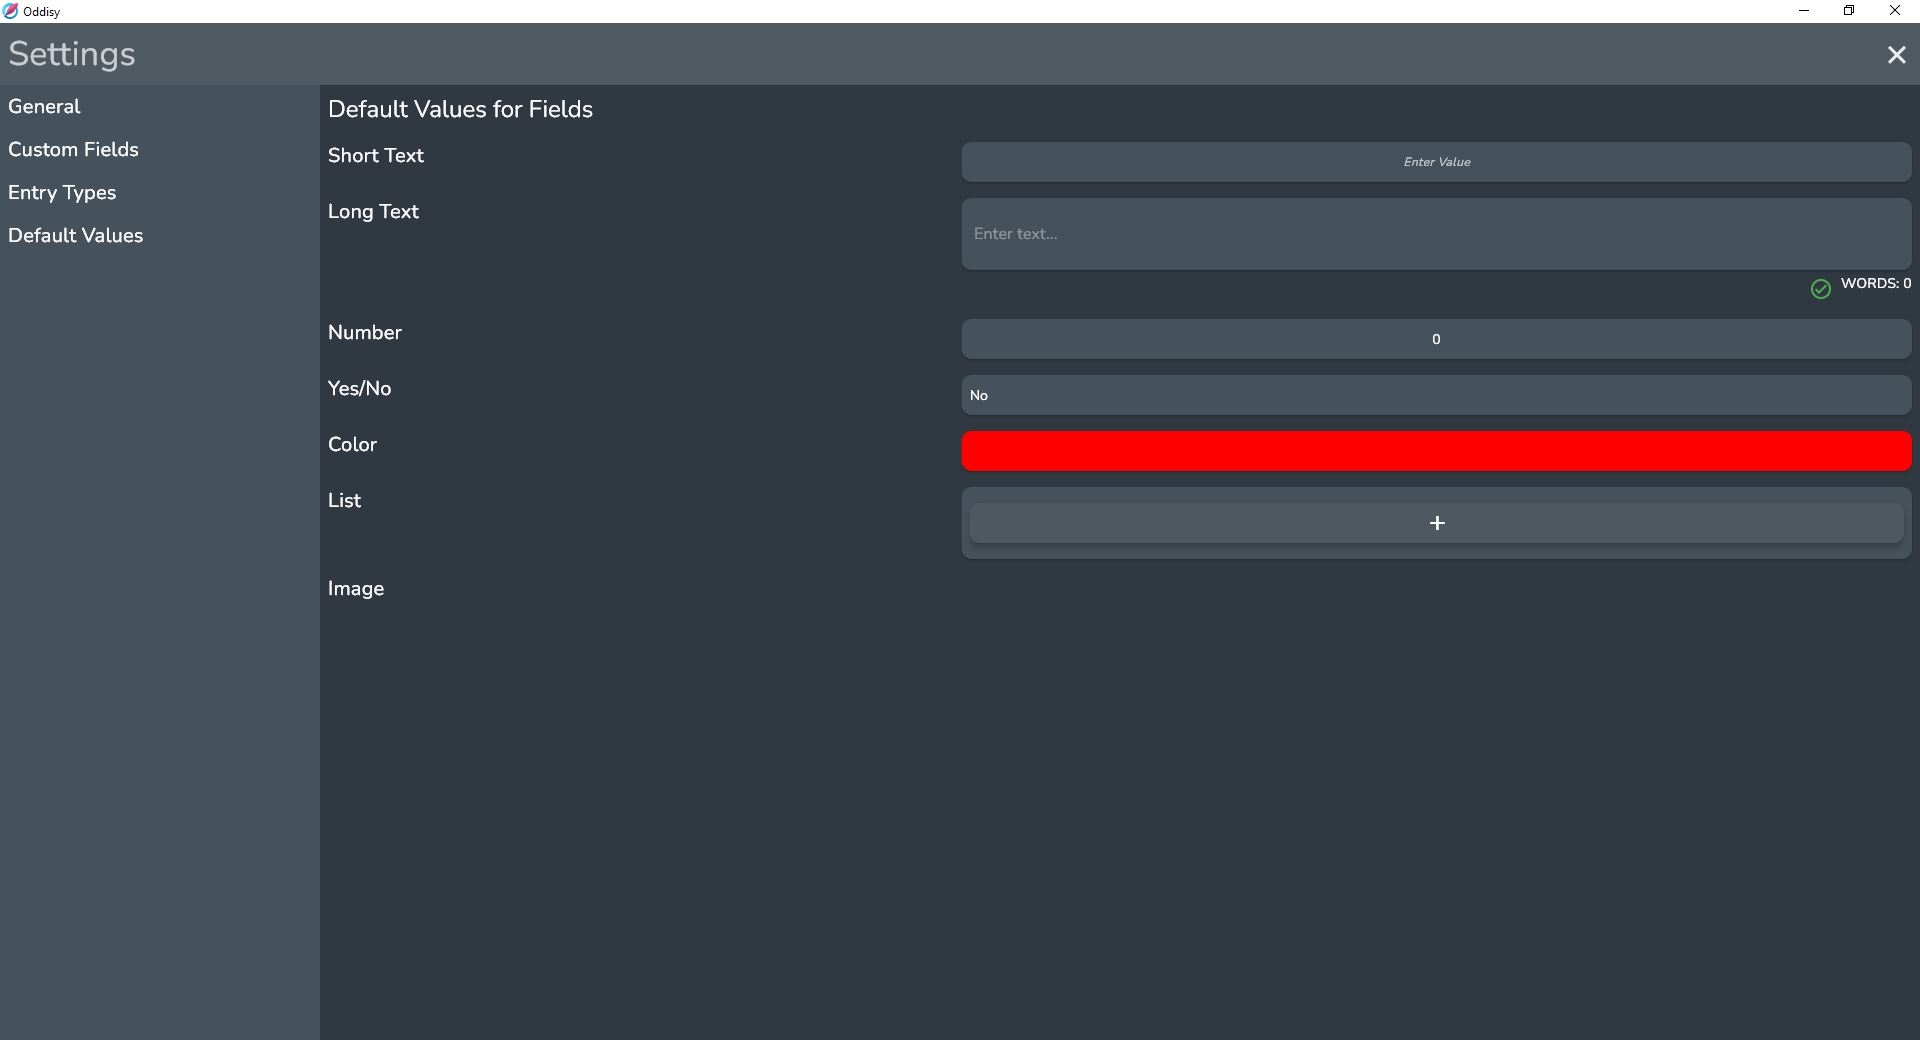 Oddisy
Settings
General
Custom Fields
Entry Types
Default Values
Default Values for Fields
Short Text
Enter Value
Long Text
Enter text...
WORDS: 0
Number
0
Yes/No
No
Color
List
+
Image